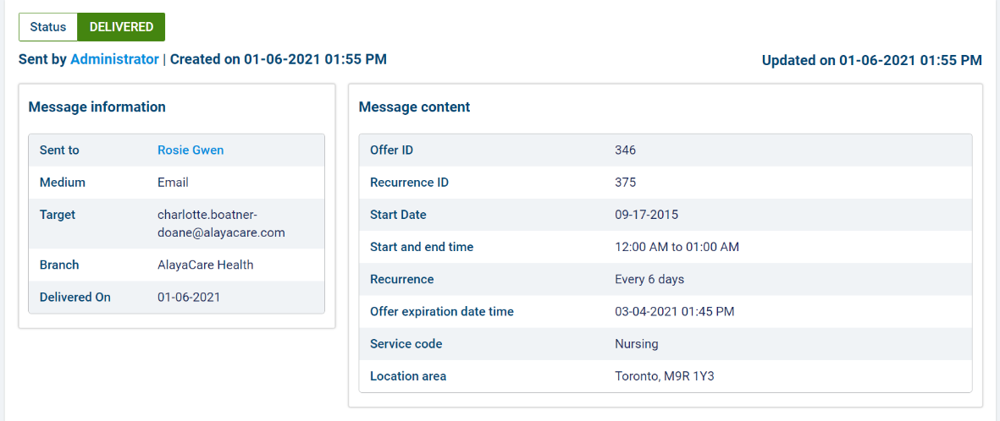 Status DELIVERED
Sent by Administrator | Created on 01-06-2021 01:55 PM
Updated on 01-06-2021 01:55 PM
Message information
Sent to Rosie Gwen
Medium Email
Target charlotte.boatner-
doane@alayacare.com
Branch AlayaCare Health
Delivered On 01-06-2021
Message content
Offer ID 346
Recurrence ID 375
Start Date 09-17-2015
Start and end time 12:00 AM to 01:00 AM
Recurrence Every 6 days
Offer expiration date time 03-04-2021 01:45 PM
Service code Nursing
Location area Toronto, M9R 1Y3